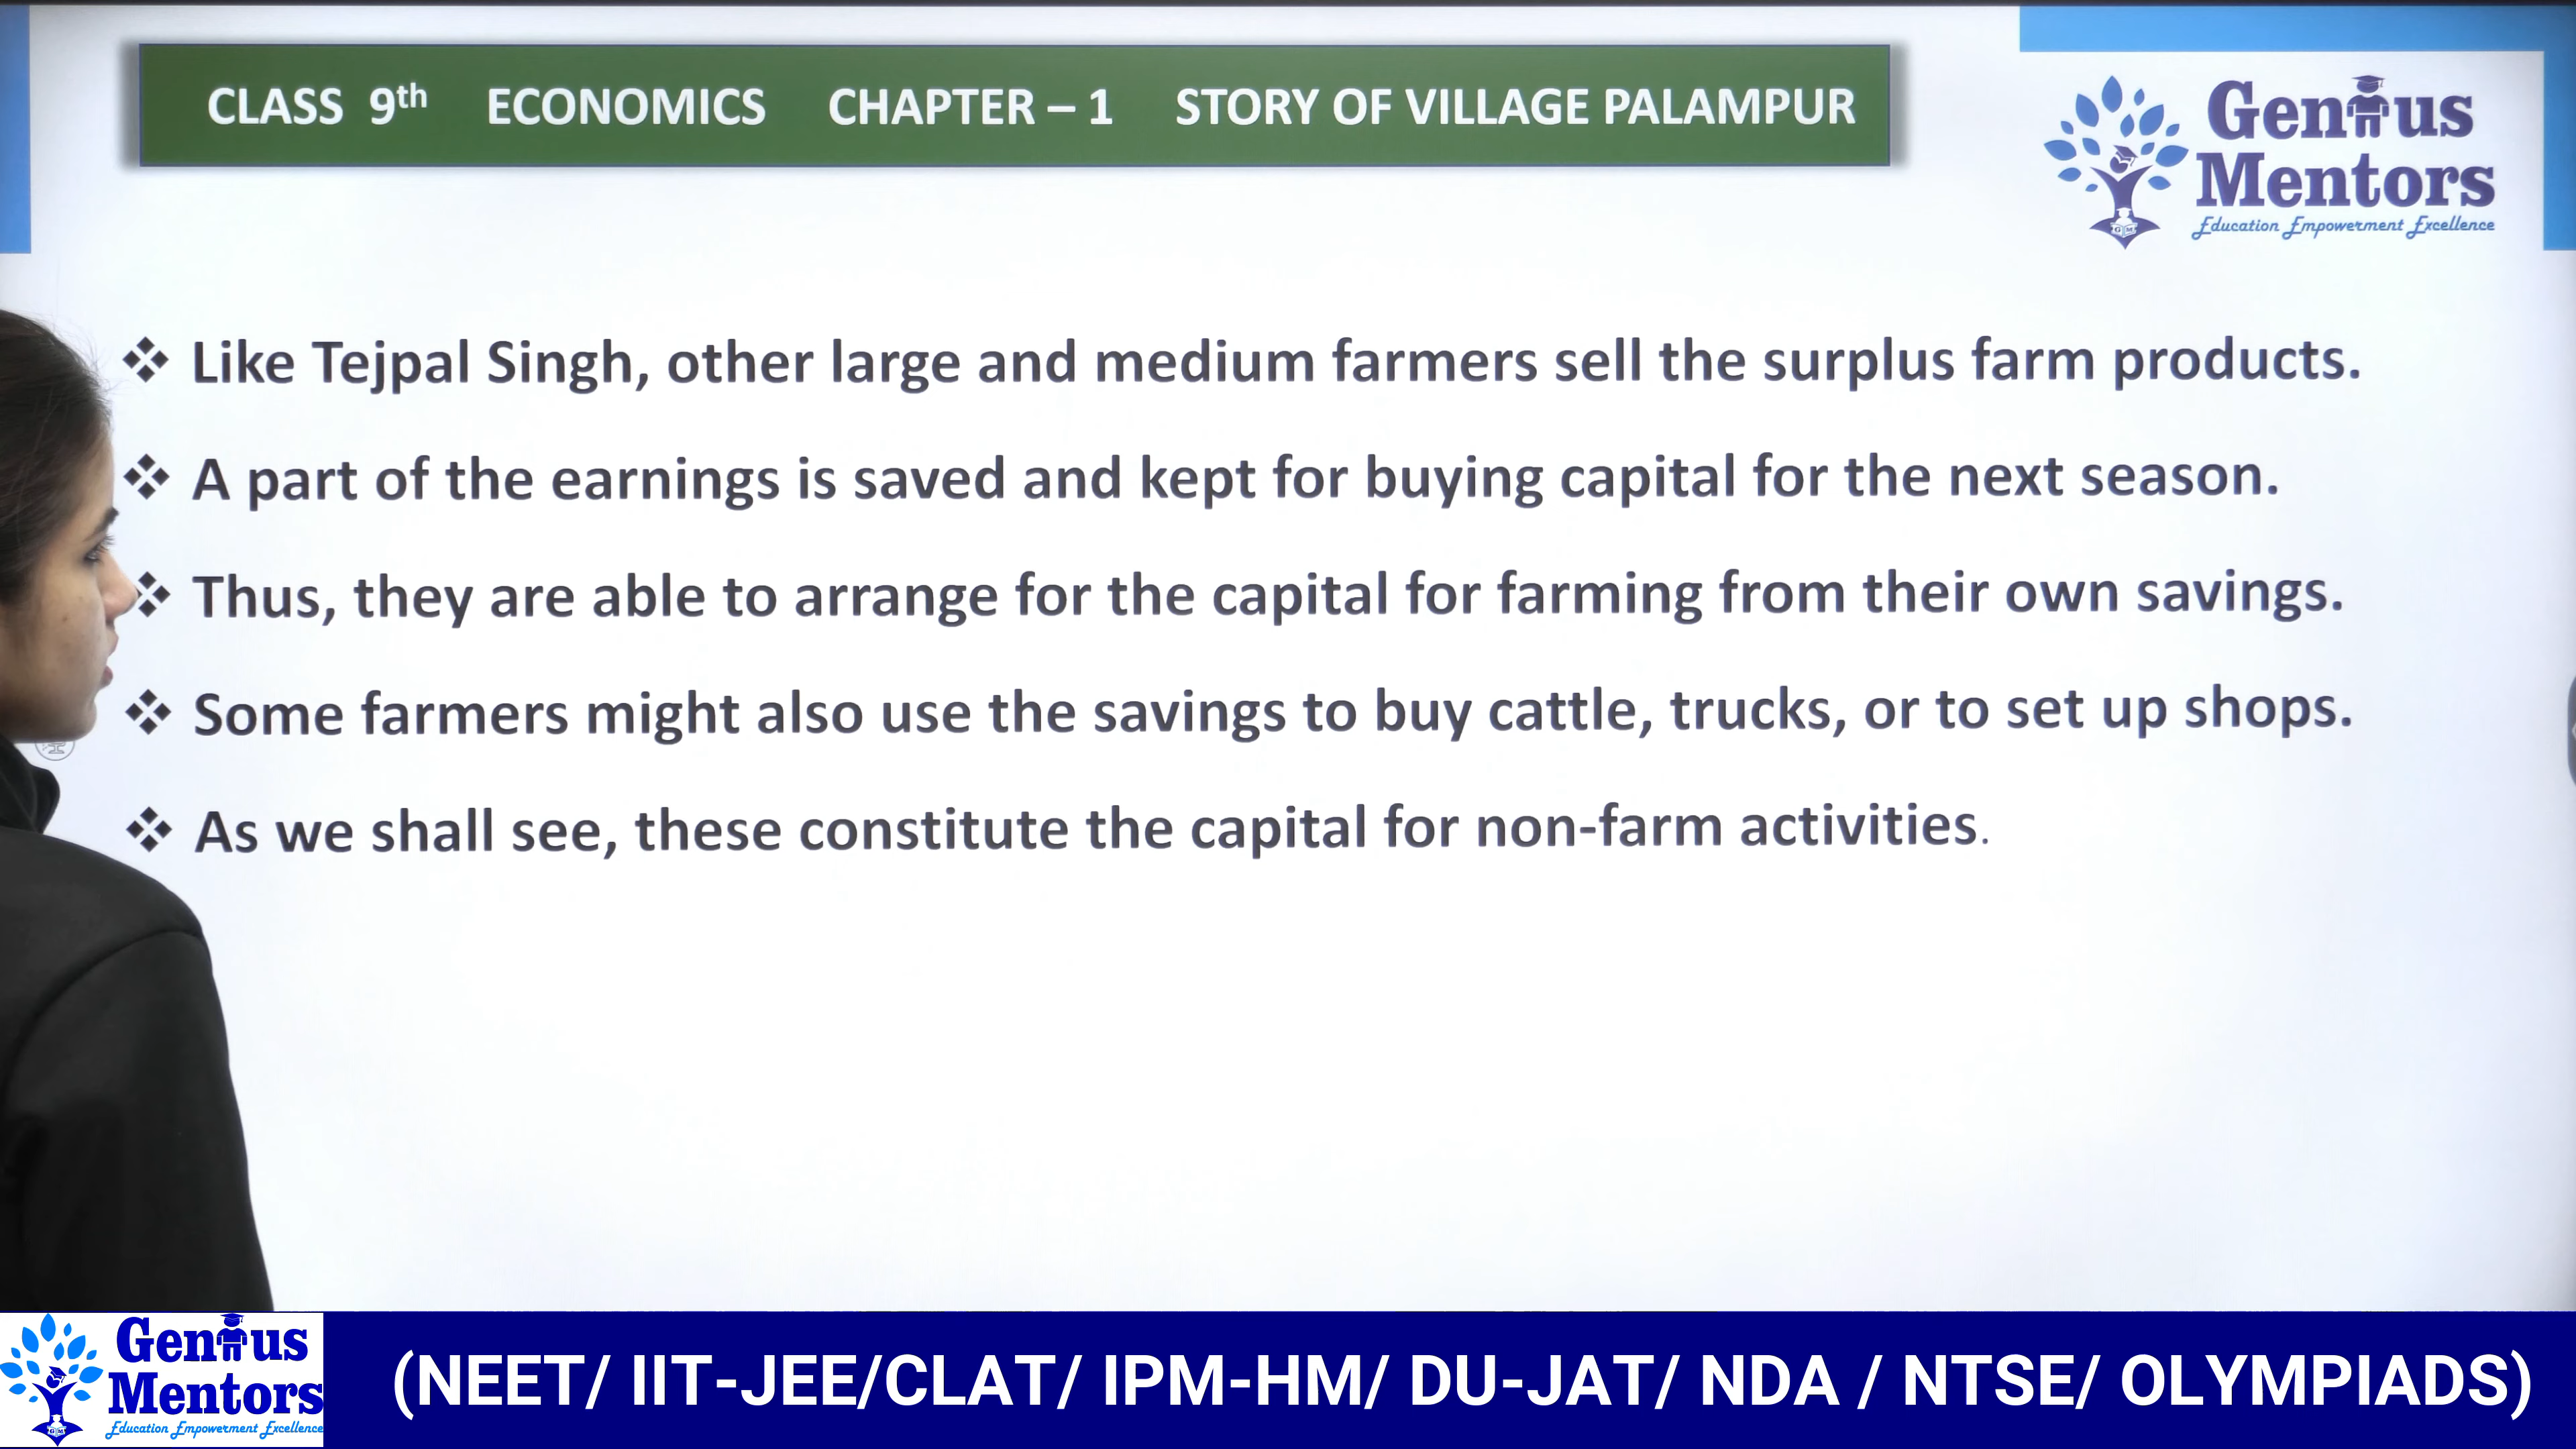 CLASS 9th ECONOMICS CHAPTER – 1 STORY OF VILLAGE PALAMPUR
Genius
Mentors
Education Empowerment Excellence
❖ Like Tejpal Singh, other large and medium farmers sell the surplus farm products.
❖ A part of the earnings is saved and kept for buying capital for the next season.
❖ Thus, they are able to arrange for the capital for farming from their own savings.
❖ Some farmers might also use the savings to buy cattle, trucks, or to set up shops.
❖ As we shall see, these constitute the capital for non-farm activities.
Genius
Mentors
Education Empowerment Excellence
(NEET/ IIT-JEE/CLAT/ IPM-HM/ DU-JAT/ NDA / NTSE/ OLYMPIADS)